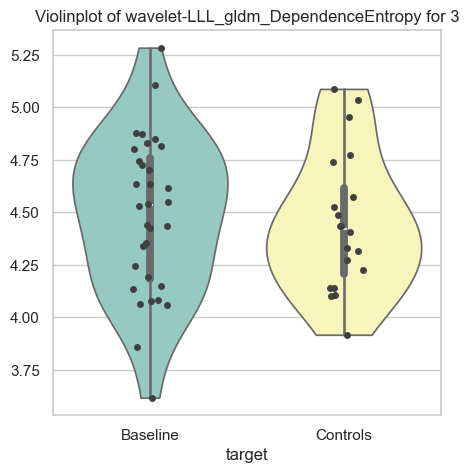 Violinplot of wavelet-LLL_gldm_DependenceEntropy for 3
5.25
5.00
4.75
4.50
4.25
4.00
3.75
Baseline
Controls
target